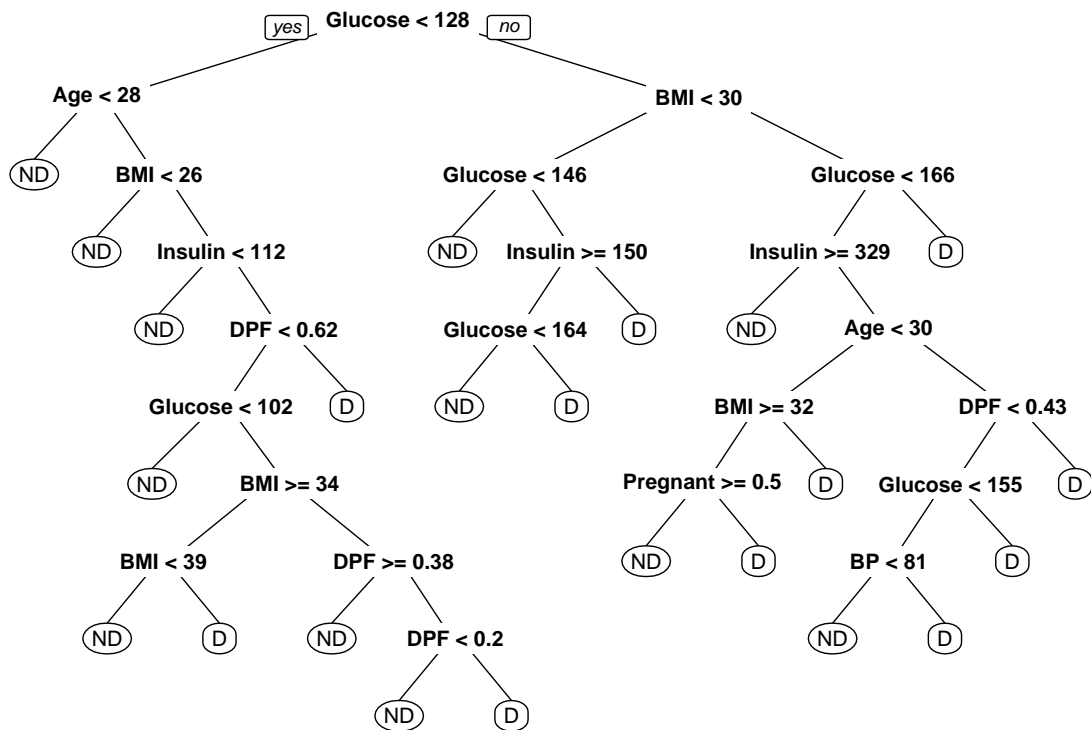 Glucose < 128
yes
no
Age < 28
BMI < 30
ND
BMI < 26
Glucose < 146
Glucose < 166
ND
Insulin < 112
ND
Insulin >= 150
Insulin >= 329
D
ND
DPF < 0.62
Glucose < 164
D
ND
Age < 30
Glucose < 102
D
ND
D
BMI >= 32
DPF < 0.43
ND
BMI >= 34
Pregnant >= 0.5
D
Glucose < 155
D
BMI < 39
DPF >= 0.38
ND
D
BP < 81
D
ND
D
ND
DPF < 0.2
ND
D
ND
D